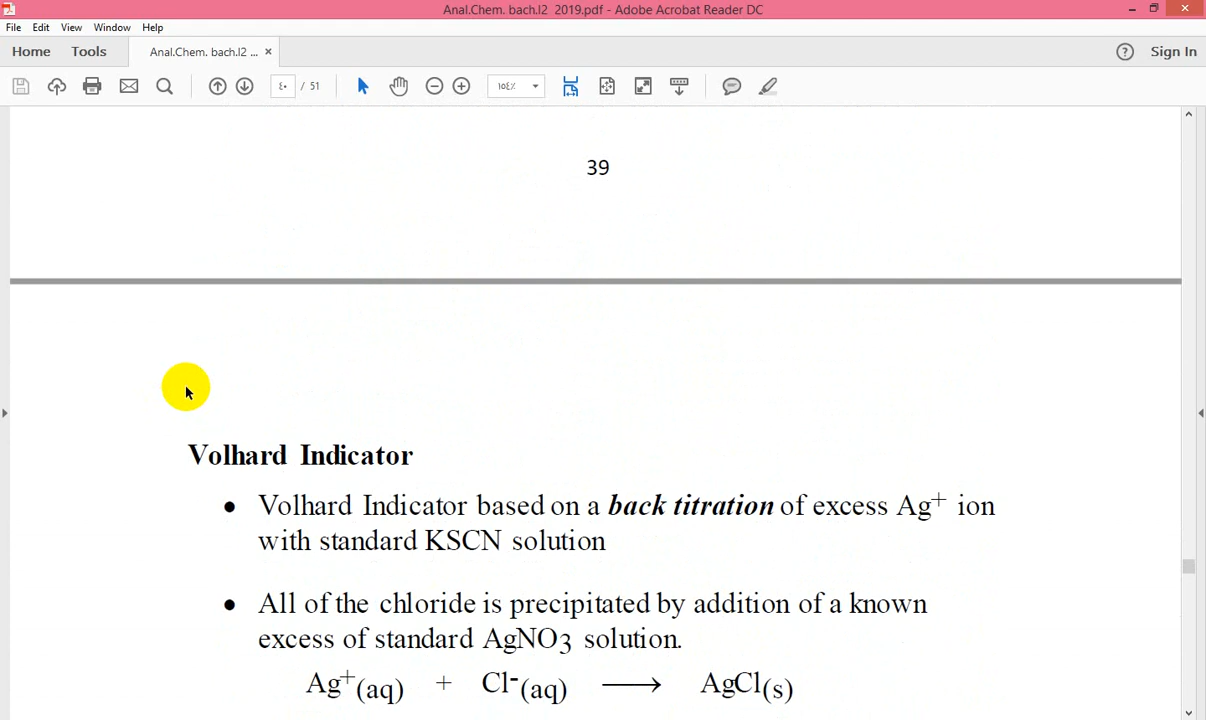 Anal.Chem. bach.l2 2019.pdf - Adobe Acrobat Reader DC
File Edit View Window Help
Home Tools Anal.Chem. bach.l2 ... × Sign In
٤٠ / 51 ١٥٤٪
39
Volhard Indicator
• Volhard Indicator based on a back titration of excess Ag⁺ ion
with standard KSCN solution
• All of the chloride is precipitated by addition of a known
excess of standard AgNO₃ solution.
Ag⁺(aq) + Cl⁻(aq) ⟶ AgCl(s)